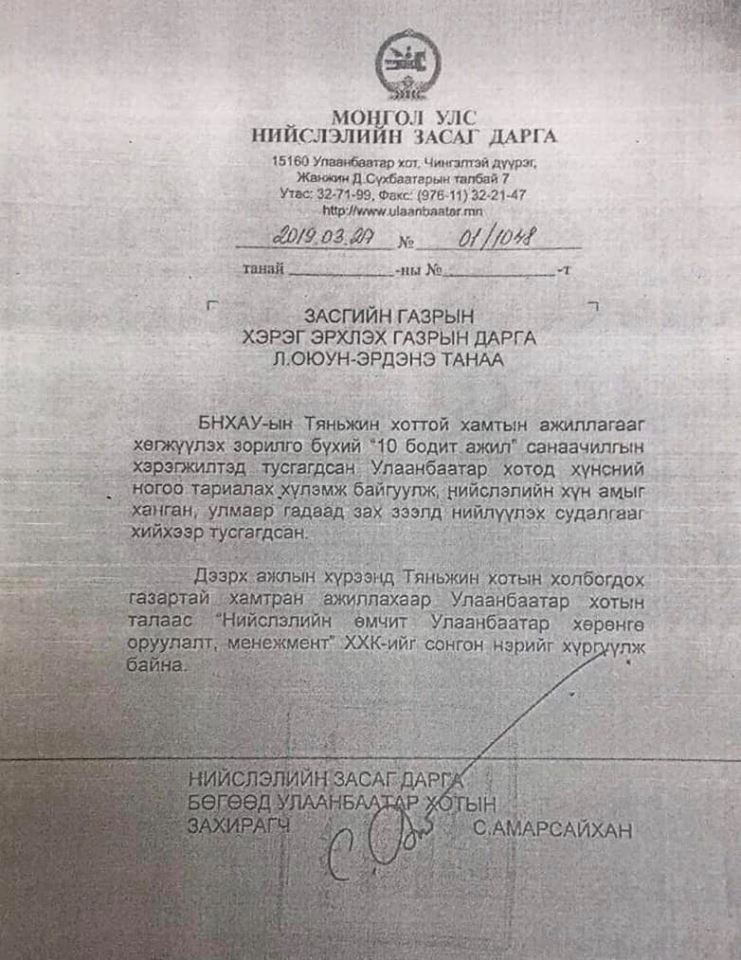 МОНГОЛ УЛС
НИЙСЛЭЛИЙН ЗАСАГ ДАРГА
15160 Улаанбаатар хот, Чингэлтэй дүүрэг,
Жанжин Д.Сүхбаатарын талбай 7
Утас: 32-71-99, Факс: (976-11) 32-21-47
http://www.ulaanbaatar.mn
2019.03.27 № 01/1048
танай ____________-ны №____________-т
ЗАСГИЙН ГАЗРЫН
ХЭРЭГ ЭРХЛЭХ ГАЗРЫН ДАРГА
Л.ОЮУН-ЭРДЭНЭ ТАНАА
БНХАУ-ын Тяньжин хоттой хамтын ажиллагааг
хөгжүүлэх зорилго бүхий “10 бодит ажил” санаачилгын
хэрэгжилтэд тусгагдсан Улаанбаатар хотод хүнсний
ногоо тариалах хүлэмж байгуулж, нийслэлийн хүн амыг
ханган, улмаар гадаад зах зээлд нийлүүлэх судалгааг
хийхээр тусгагдсан.
Дээрх ажлын хүрээнд Тяньжин хотын холбогдох
газартай хамтран ажиллахаар Улаанбаатар хотын
талаас “Нийслэлийн өмчит Улаанбаатар хөрөнгө
оруулалт, менежмент” ХХК-ийг сонгон нэрийг хүргүүлж
байна.
НИЙСЛЭЛИЙН ЗАСАГ ДАРГА
БӨГӨӨД УЛААНБААТАР ХОТЫН
ЗАХИРАГЧ С.АМАРСАЙХАН